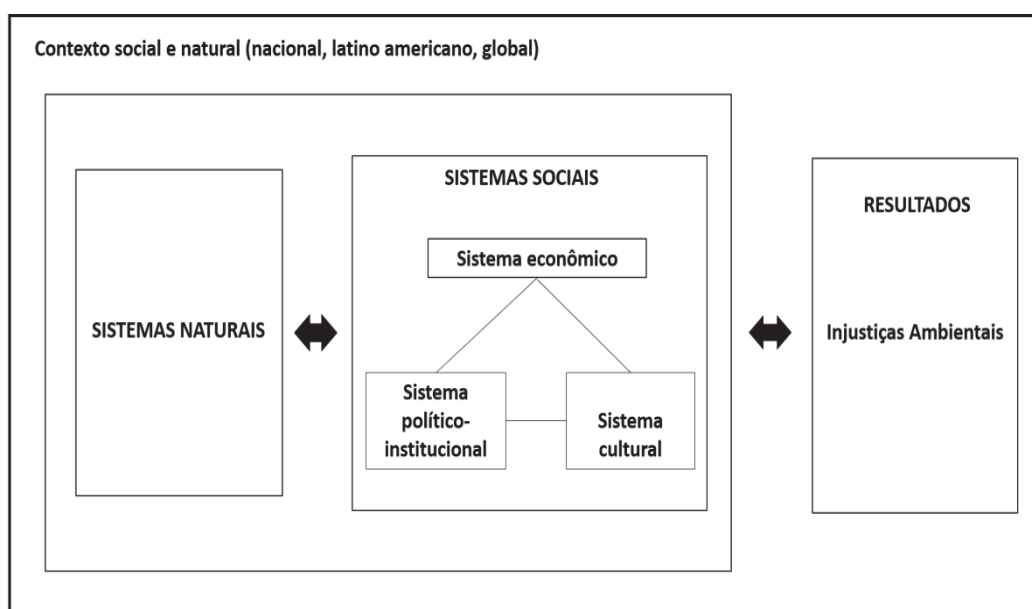 Contexto social e natural (nacional, latino americano, global)
SISTEMAS NATURAIS
SISTEMAS SOCIAIS
Sistema econômico
Sistema
político-
institucional
Sistema
cultural
RESULTADOS
Injustiças Ambientais